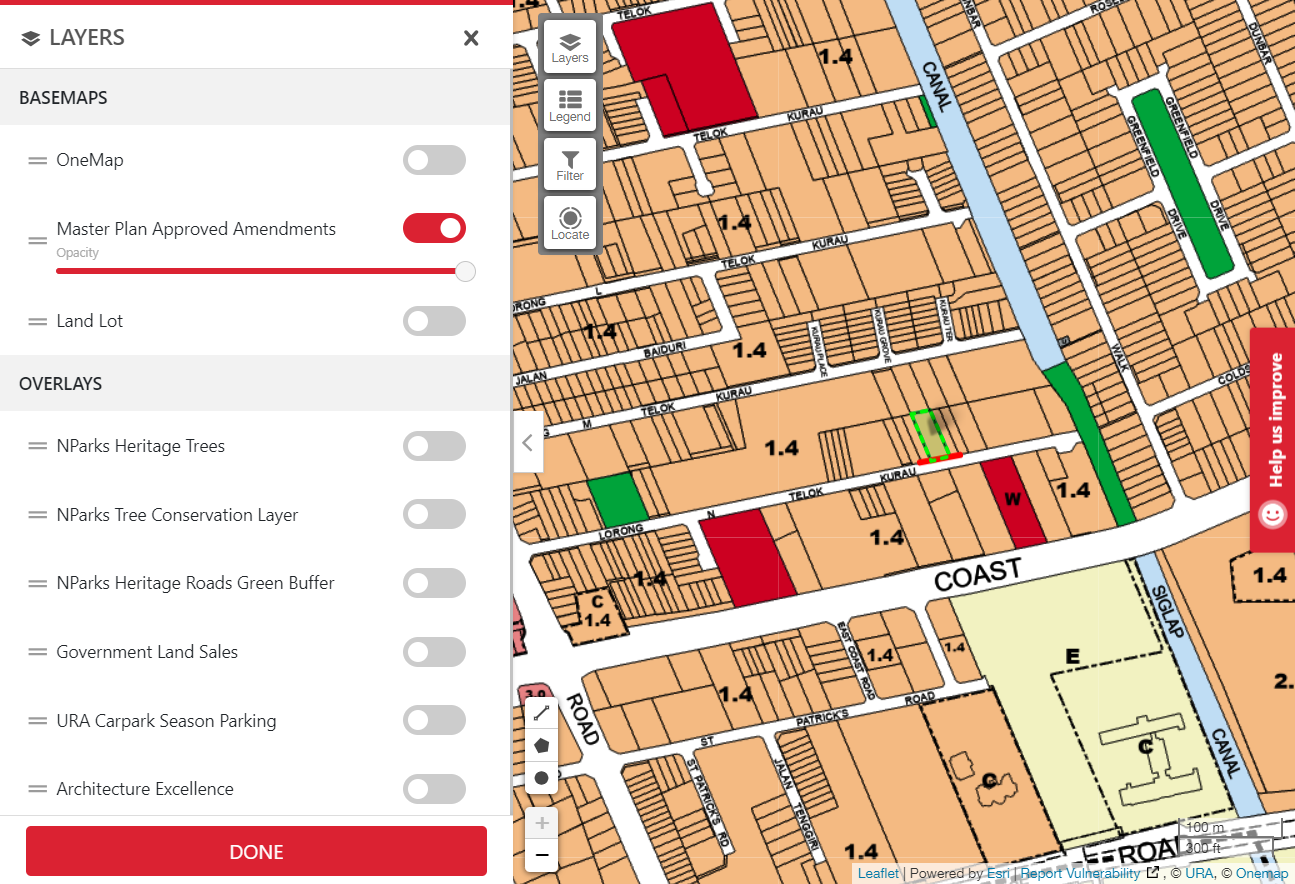 LAYERS
BASEMAPS
OneMap
Master Plan Approved Amendments
Opacity
Land Lot
OVERLAYS
NParks Heritage Trees
NParks Tree Conservation Layer
NParks Heritage Roads Green Buffer
Government Land Sales
URA Carpark Season Parking
Architecture Excellence
DONE
Layers
Legend
Filter
Locate
TELOK
1.4
CANAL
DUNBAR
GREENFIELD
GREENFIELD
DRIVE
DRIVE
TELOK KURAU
1.4
TELOK KURAU
LORONG L
1.4
JALAN BAIDURI
1.4
KURAU PLACE
KURAU GROVE
KURAU TER
WALK
M TELOK KURAU
1.4
LORONG N TELOK KURAU
W
1.4
1.4
1.4
C
1.4
COAST
1.4
SIGLAP
CANAL
E
C
2.
3.0
ROAD
1.4
EAST COAST ROAD
1.4
1.4
ST PATRICK'S ROAD
ST PATRICK'S RD
JALAN TENGGIRI
C
1.4
ROAD
Help us improve
100 m
300 ft
Leaflet | Powered by Esri | Report Vulnerability , © URA, © Onemap